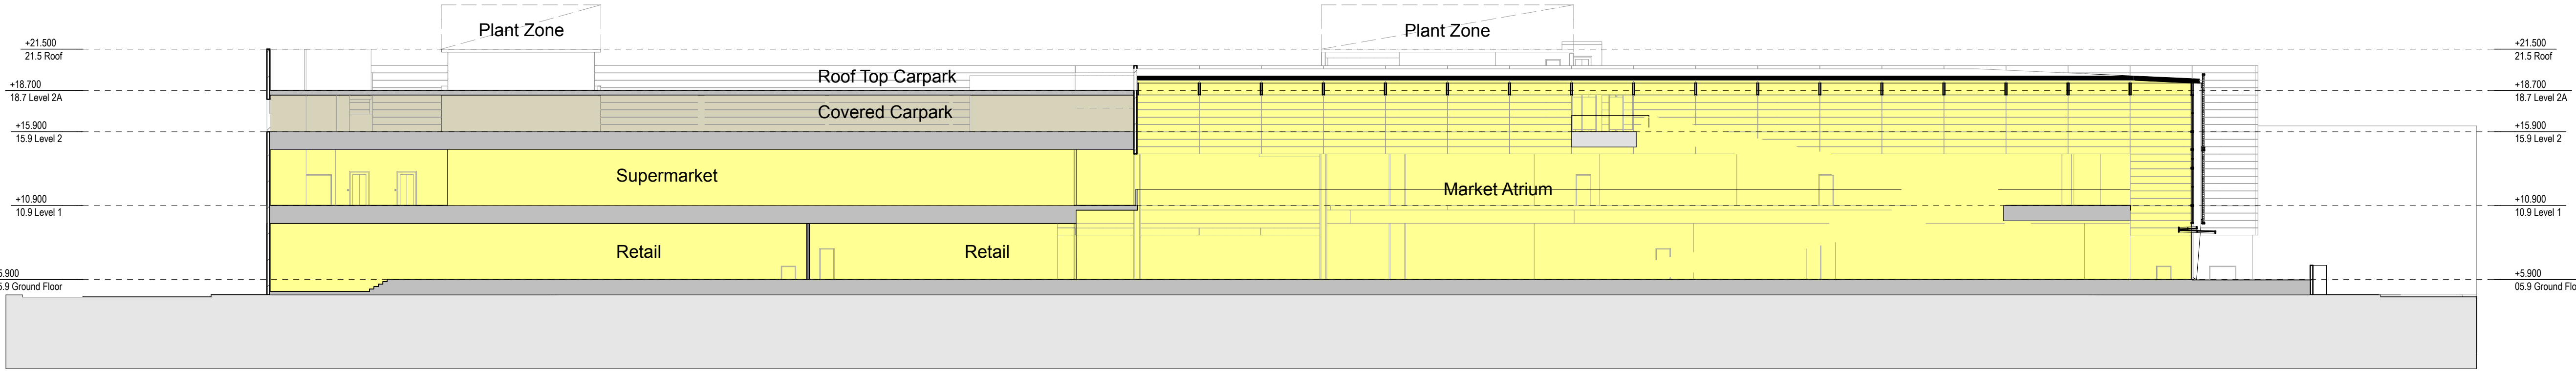 Plant Zone
Plant Zone
+21.500
21.5 Roof
+21.500
21.5 Roof
Roof Top Carpark
+18.700
18.7 Level 2A
+18.700
18.7 Level 2A
Covered Carpark
+15.900
15.9 Level 2
+15.900
15.9 Level 2
Supermarket
Market Atrium
+10.900
10.9 Level 1
+10.900
10.9 Level 1
Retail
Retail
5.900
5.9 Ground Floor
+5.900
05.9 Ground Flo